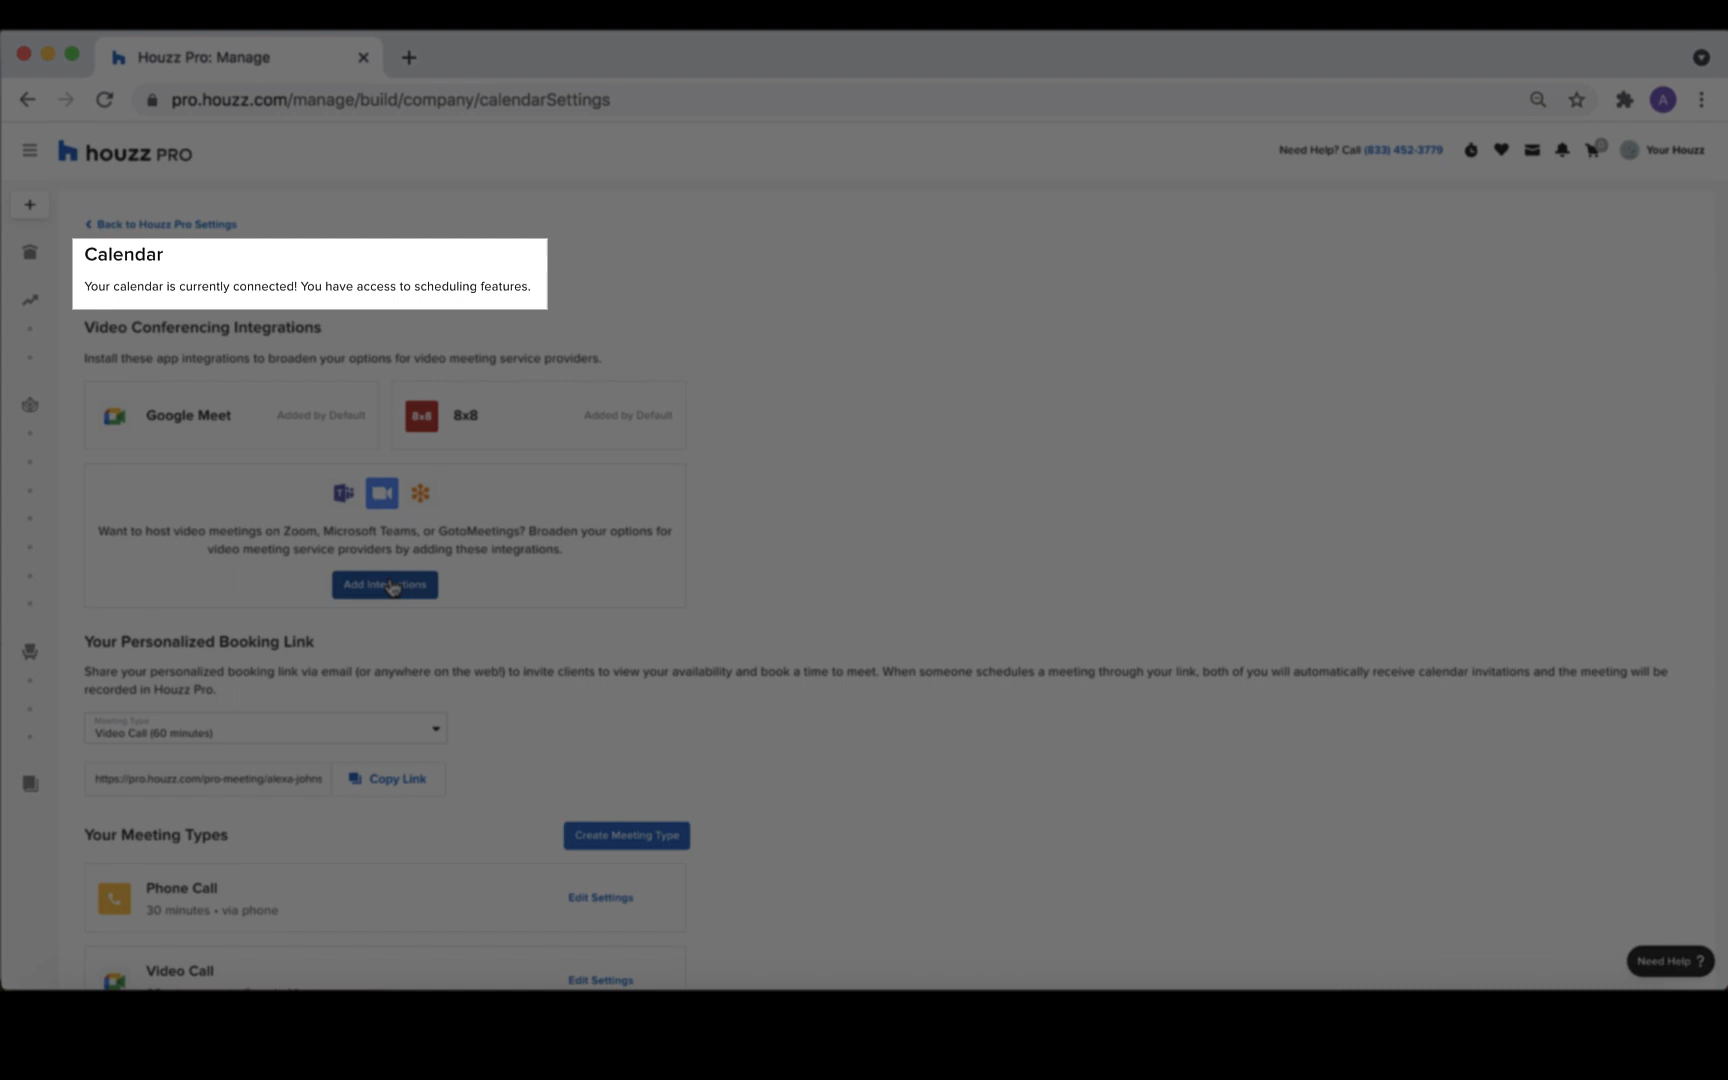 Houzz Pro: Manage
pro.houzz.com/manage/build/company/calendarSettings
A
houzz PRO
Need Help? Call (833) 452-3779
0
Your Houzz
Back to Houzz Pro Settings
Calendar
Your calendar is currently connected! You have access to scheduling features.
Video Conferencing Integrations
Install these app integrations to broaden your options for video meeting service providers.
Google Meet
Added by Default
8x8
8x8
Added by Default
Want to host video meetings on Zoom, Microsoft Teams, or GotoMeetings? Broaden your options for
video meeting service providers by adding these integrations.
Add
Your Personalized Booking Link
Share your personalized booking link via email (or anywhere on the web!) to invite clients to view your availability and book a time to meet. When someone schedules a meeting through your link, both of you will automatically receive calendar invitations and the meeting will be
recorded in Houzz Pro.
Meeting Type
Video Call (60 minutes)
https://pro.houzz.com/pro-meeting/alexa-johns
Copy Link
Your Meeting Types
Create Meeting Type
Phone Call
30 minutes • via phone
Edit Settings
Video Call
Edit Settings
Need Help ?